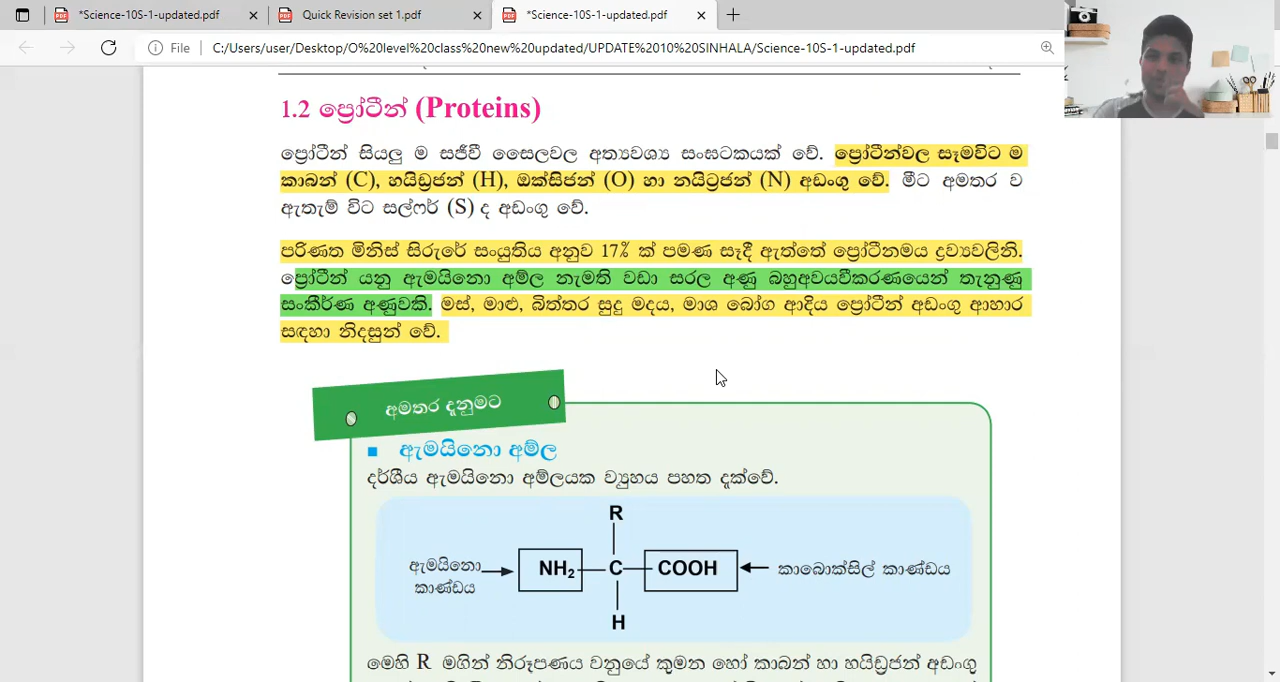 *Science-10S-1-updated.pdf
Quick Revision set 1.pdf
*Science-10S-1-updated.pdf
File
C:/Users/user/Desktop/O%20level%20class%20new%20updated/UPDATE%2010%20SINHALA/Science-10S-1-updated.pdf
1.2 ප්‍රෝටීන් (Proteins)
ප්‍රෝටීන් සියලු ම සජීවී සෛලවල අත්‍යවශ්‍ය සංඝටකයක් වේ. ප්‍රෝටීන්වල සෑමවිට ම
කාබන් (C), හයිඩ්‍රජන් (H), ඔක්සිජන් (O) හා නයිට්‍රජන් (N) අඩංගු වේ. මීට අමතර ව
ඇතැම් විට සල්ෆර් (S) ද අඩංගු වේ.
පරිණත මිනිස් සිරුරේ සංයුතිය අනුව 17% ක් පමණ සෑදී ඇත්තේ ප්‍රෝටීනමය ද්‍රව්‍යවලිනි.
ප්‍රෝටීන් යනු ඇමයිනො අම්ල නැමති වඩා සරල අණු බහුඅවයවීකරණයෙන් තැනුණු
සංකීර්ණ අණුවකි. මස්, මාළු, බිත්තර සුදු මදය, මාශ බෝග ආදිය ප්‍රෝටීන් අඩංගු ආහාර
සඳහා නිදසුන් වේ.
අමතර දැනුමට
■ ඇමයිනො අම්ල
දර්ශීය ඇමයිනො අම්ලයක ව්‍යුහය පහත දැක්වේ.
R
ඇමයිනො
කාණ්ඩය
NH₂
C
COOH
කාබොක්සිල් කාණ්ඩය
H
මෙහි R මගින් නිරූපණය වනුයේ කුමන හෝ කාබන් හා හයිඩ්‍රජන් අඩංගු